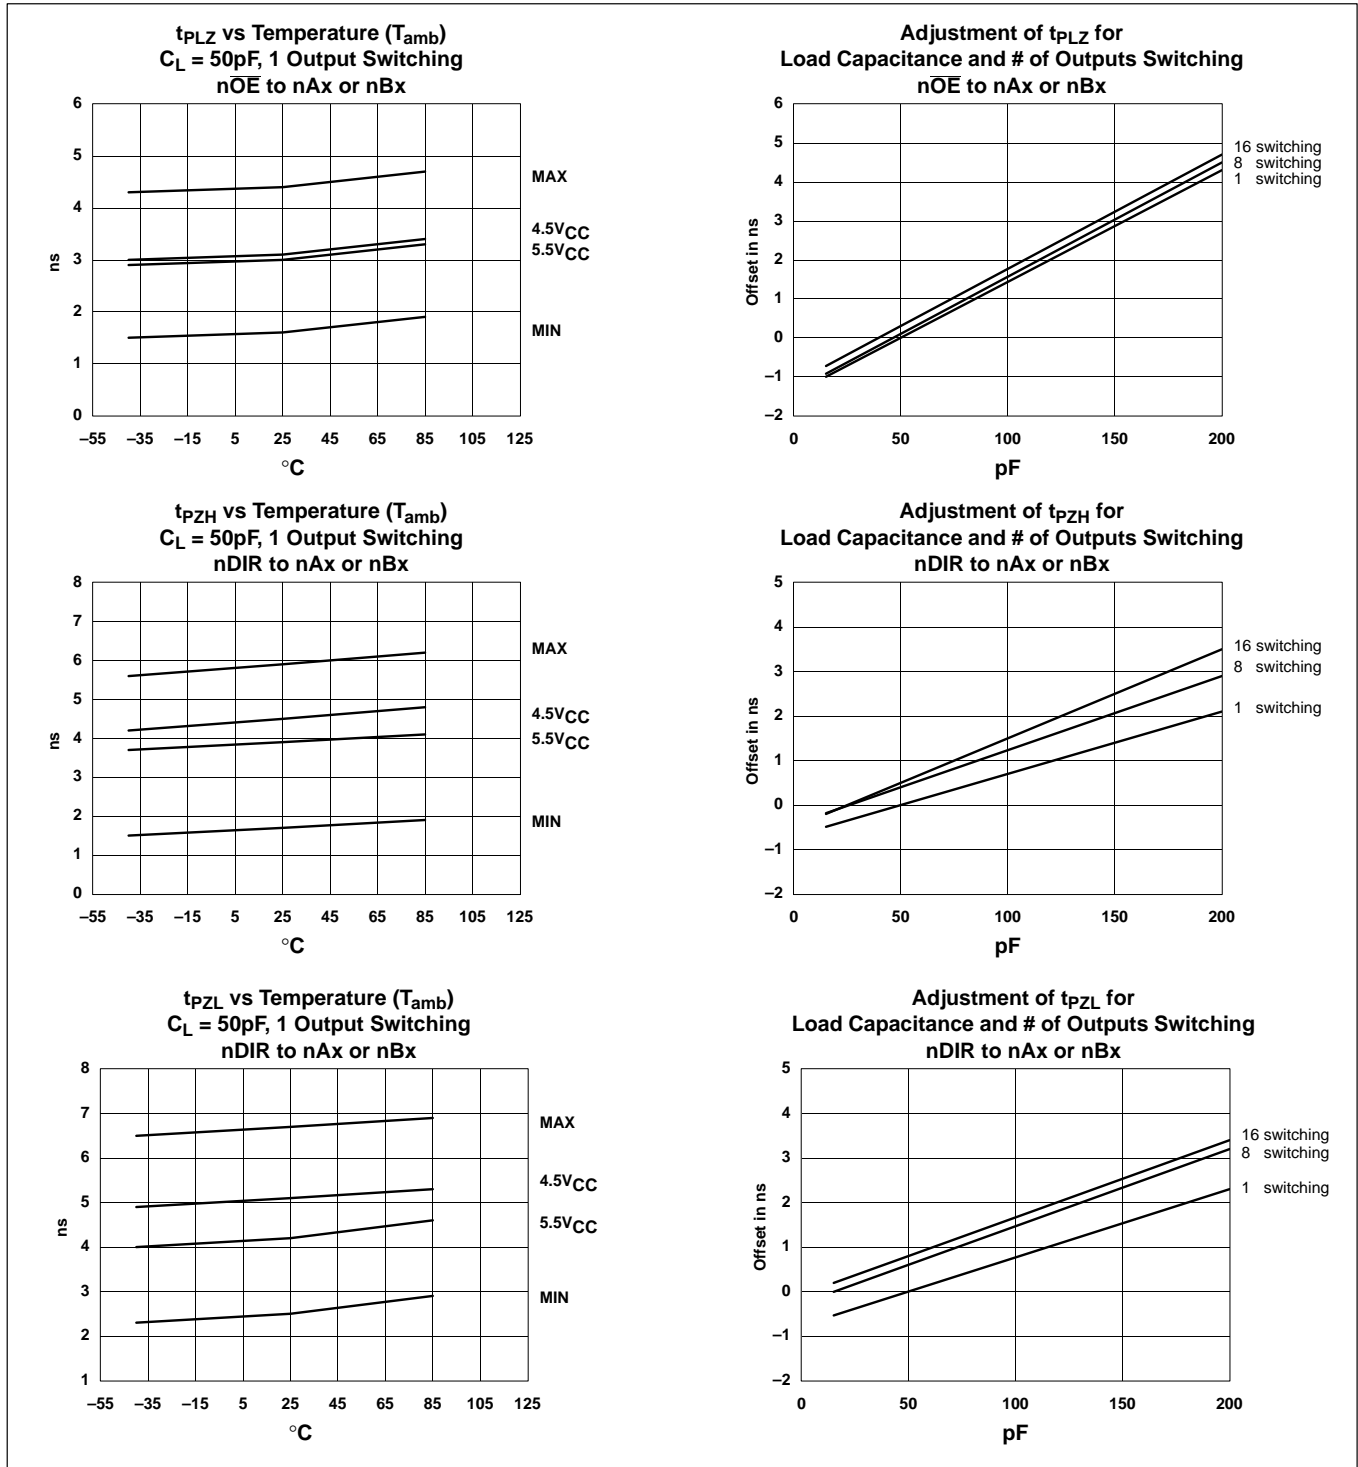 tPLZ vs Temperature (Tamb)
CL = 50pF, 1 Output Switching
nOE to nAx or nBx
6
5
4
3
2
1
0
ns
MAX
4.5VCC
5.5VCC
MIN
–55
–35
–15
5
25
45
65
85
105
125
°C
Adjustment of tPLZ for
Load Capacitance and # of Outputs Switching
nOE to nAx or nBx
6
5
4
3
2
1
0
–1
–2
Offset in ns
16 switching
8 switching
1 switching
0
50
100
150
200
pF
tPZH vs Temperature (Tamb)
CL = 50pF, 1 Output Switching
nDIR to nAx or nBx
8
7
6
5
4
3
2
1
0
ns
MAX
4.5VCC
5.5VCC
MIN
–55
–35
–15
5
25
45
65
85
105
125
°C
Adjustment of tPZH for
Load Capacitance and # of Outputs Switching
nDIR to nAx or nBx
5
4
3
2
1
0
–1
–2
Offset in ns
16 switching
8 switching
1 switching
0
50
100
150
200
pF
tPZL vs Temperature (Tamb)
CL = 50pF, 1 Output Switching
nDIR to nAx or nBx
8
7
6
5
4
3
2
1
ns
MAX
4.5VCC
5.5VCC
MIN
–55
–35
–15
5
25
45
65
85
105
125
°C
Adjustment of tPZL for
Load Capacitance and # of Outputs Switching
nDIR to nAx or nBx
5
4
3
2
1
0
–1
–2
Offset in ns
16 switching
8 switching
1 switching
0
50
100
150
200
pF